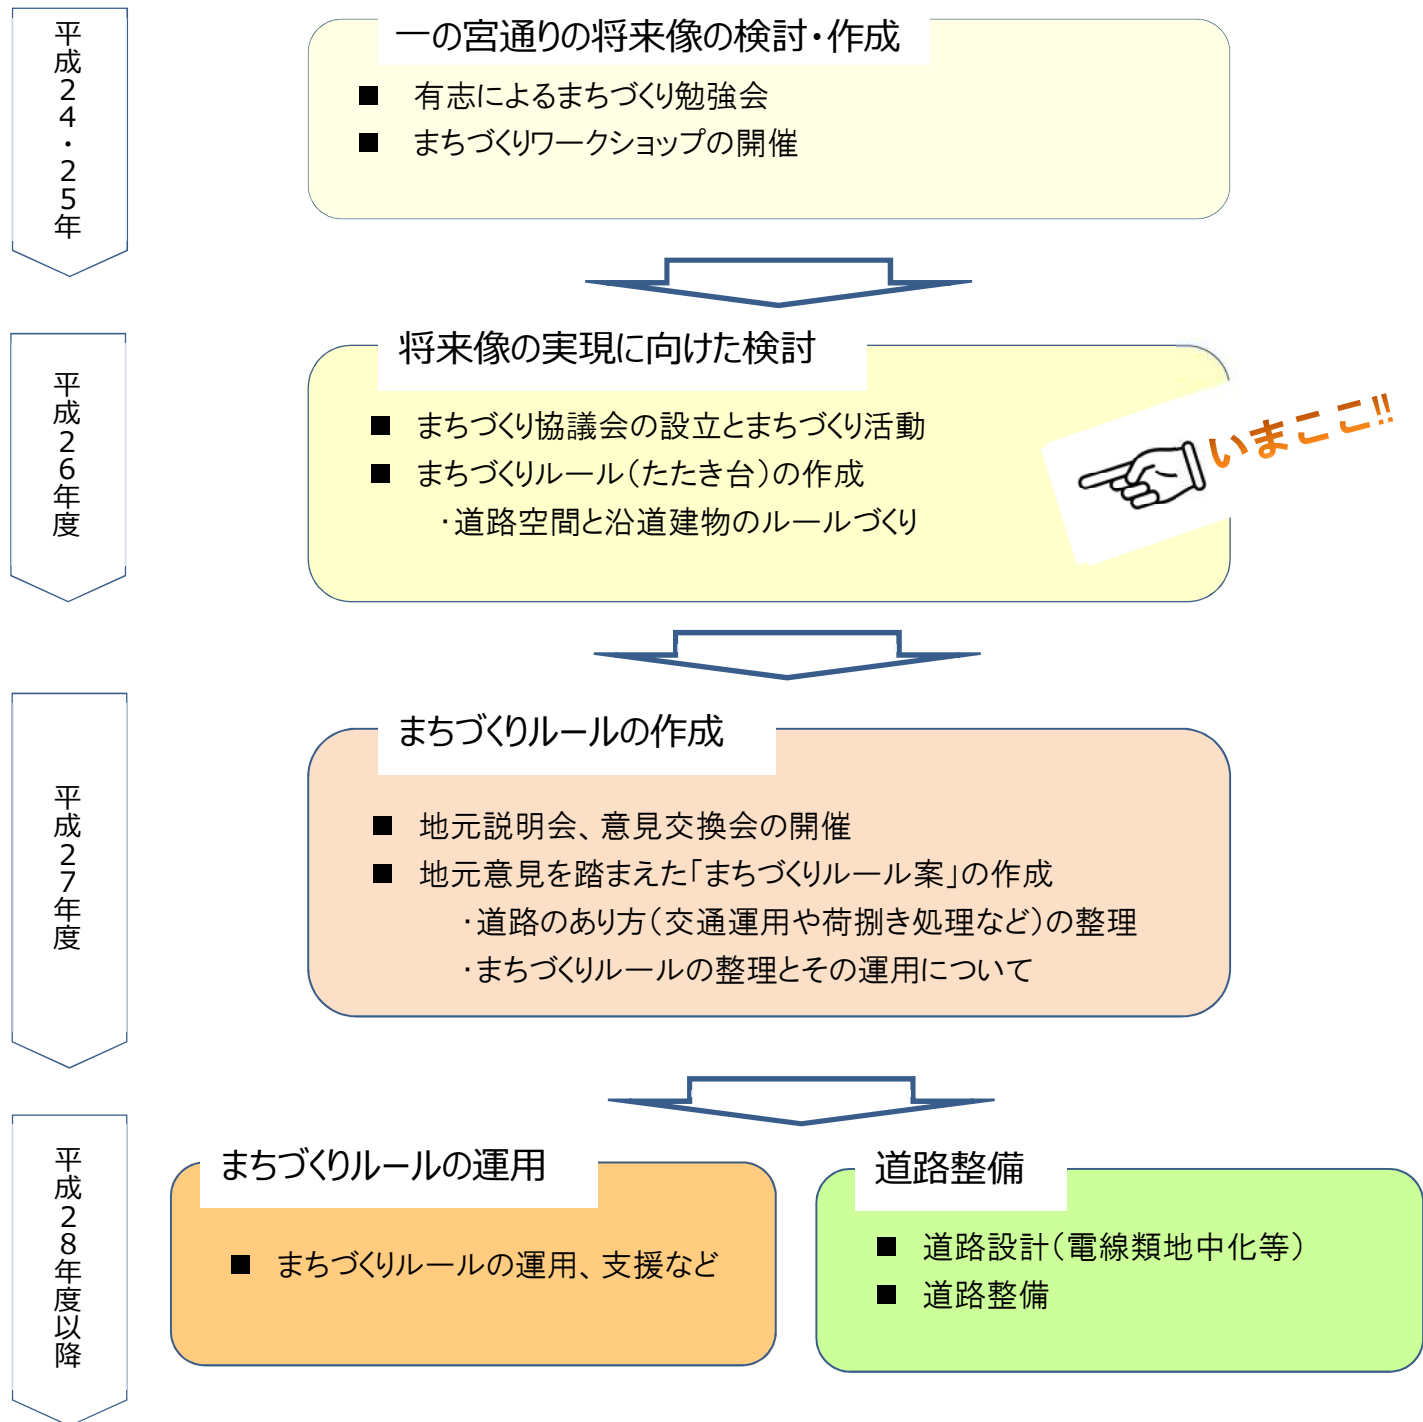 平成24・25年
一の宮通りの将来像の検討・作成
■ 有志によるまちづくり勉強会
■ まちづくりワークショップの開催
平成26年度
将来像の実現に向けた検討
■ まちづくり協議会の設立とまちづくり活動
■ まちづくりルール（たたき台）の作成
・道路空間と沿道建物のルールづくり
いまここ!!
平成27年度
まちづくりルールの作成
■ 地元説明会、意見交換会の開催
■ 地元意見を踏まえた「まちづくりルール案」の作成
・道路のあり方（交通運用や荷捌き処理など）の整理
・まちづくりルールの整理とその運用について
平成28年度以降
まちづくりルールの運用
■ まちづくりルールの運用、支援など
道路整備
■ 道路設計（電線類地中化等）
■ 道路整備